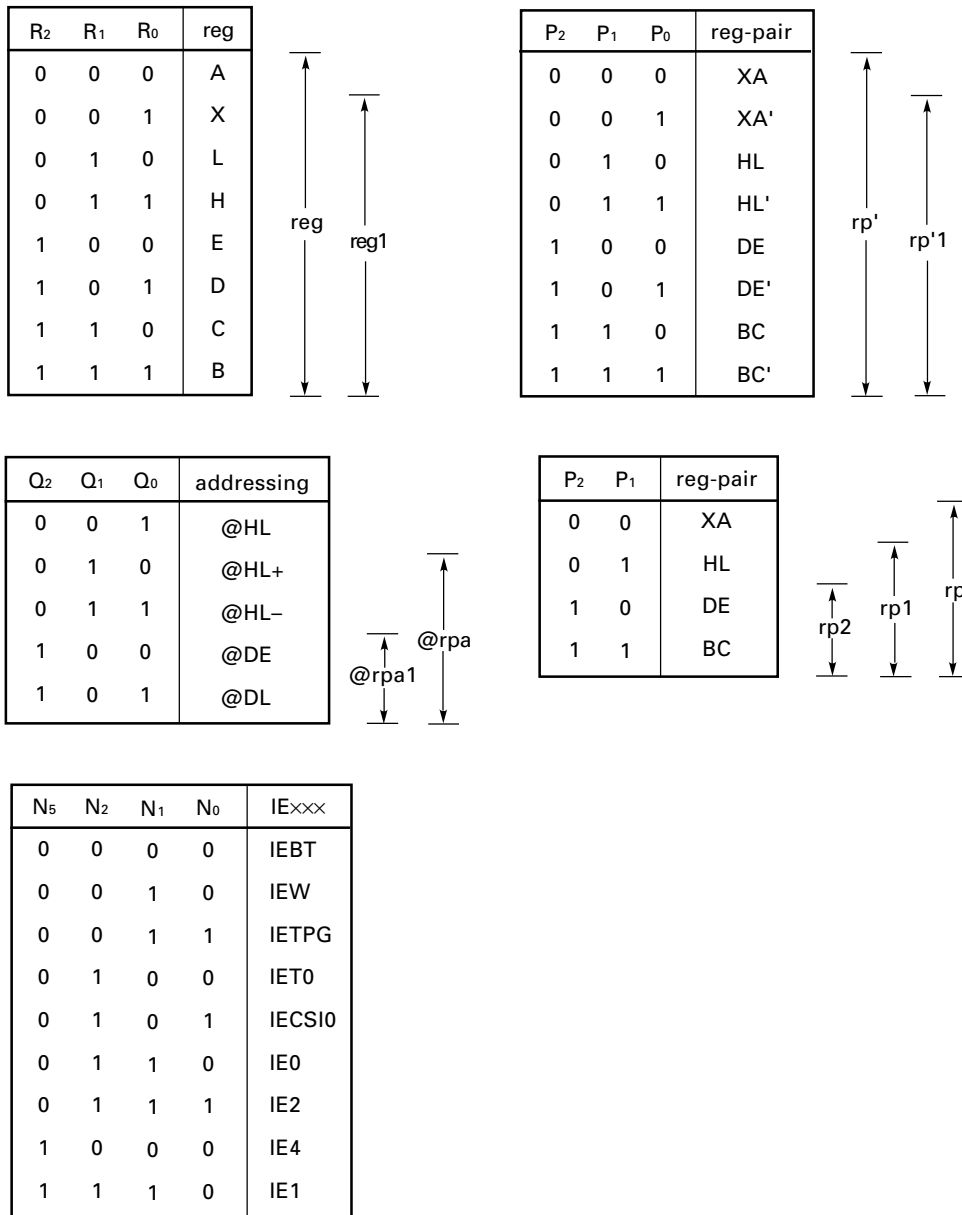 R2 R1 R0 reg
0 0 0 A
0 0 1 X
0 1 0 L
0 1 1 H
1 0 0 E
1 0 1 D
1 1 0 C
1 1 1 B
reg
reg1
P2 P1 P0 reg-pair
0 0 0 XA
0 0 1 XA'
0 1 0 HL
0 1 1 HL'
1 0 0 DE
1 0 1 DE'
1 1 0 BC
1 1 1 BC'
rp'
rp'1
Q2 Q1 Q0 addressing
0 0 1 @HL
0 1 0 @HL+
0 1 1 @HL–
1 0 0 @DE
1 0 1 @DL
@rpa1
@rpa
P2 P1 reg-pair
0 0 XA
0 1 HL
1 0 DE
1 1 BC
rp2
rp1
rp
N5 N2 N1 N0 IE×××
0 0 0 0 IEBT
0 0 1 0 IEW
0 0 1 1 IETPG
0 1 0 0 IET0
0 1 0 1 IECSI0
0 1 1 0 IE0
0 1 1 1 IE2
1 0 0 0 IE4
1 1 1 0 IE1